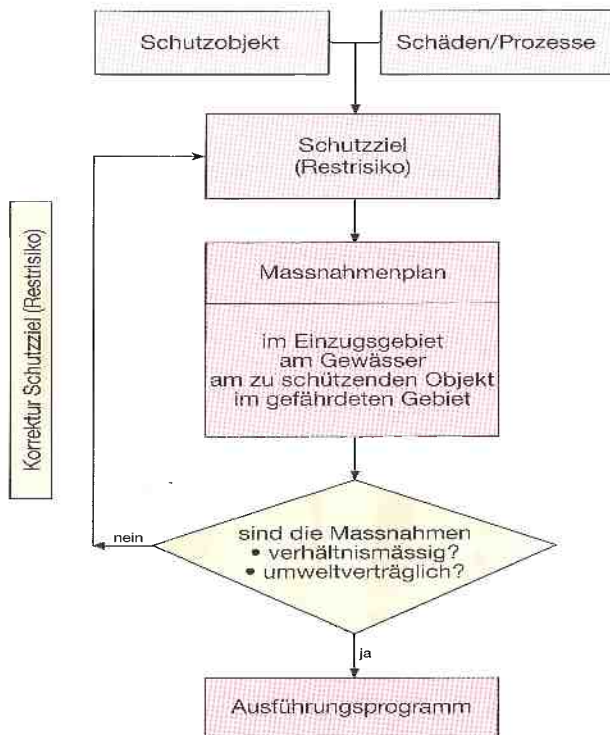 Schutzobjekt
Schäden/Prozesse
Schutzziel
(Restrisiko)
Massnahmenplan
im Einzugsgebiet
am Gewässer
am zu schützenden Objekt
im gefährdeten Gebiet
Korrektur Schutzziel (Restrisiko)
sind die Massnahmen
• verhältnismässig?
• umweltverträglich?
nein
ja
Ausführungsprogramm